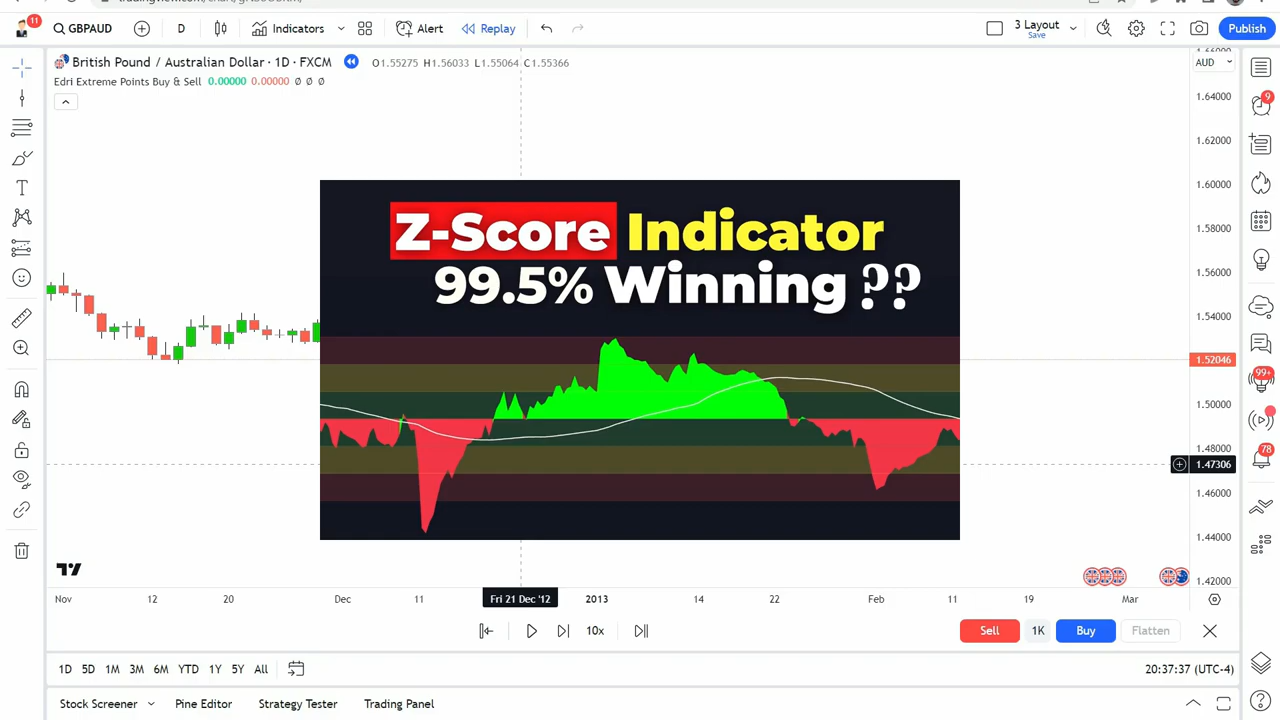 11
GBPAUD
D
Indicators
Alert
Replay
3 Layout
Save
Publish
British Pound / Australian Dollar · 1D · FXCM
O1.55275 H1.56033 L1.55064 C1.55366
AUD
Edri Extreme Points Buy & Sell 0.00000 0.00000 Ø Ø Ø
1.64000
1.62000
1.60000
1.58000
1.56000
1.54000
1.52046
1.50000
1.48000
1.47306
1.46000
1.44000
1.42000
9
99+
78
Z-Score Indicator
99.5% Winning ??
Nov
12
20
Dec
11
Fri 21 Dec '12
2013
14
22
Feb
11
19
Mar
10x
Sell
1K
Buy
Flatten
1D 5D 1M 3M 6M YTD 1Y 5Y All
20:37:37 (UTC-4)
Stock Screener
Pine Editor
Strategy Tester
Trading Panel